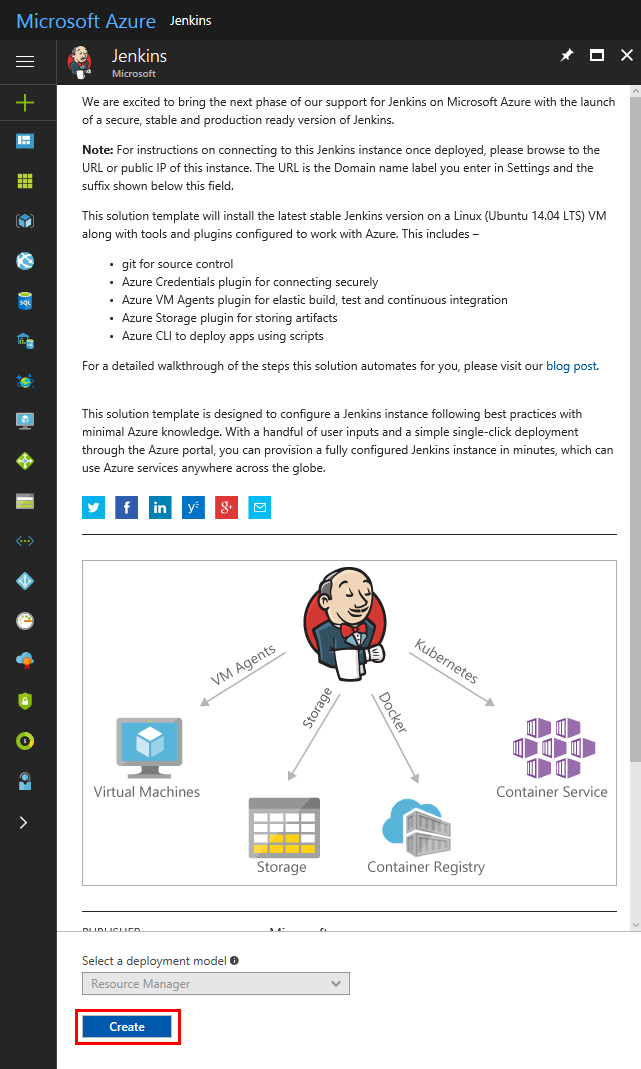 Microsoft Azure Jenkins
Jenkins
Microsoft
We are excited to bring the next phase of our support for Jenkins on Microsoft Azure with the launch
of a secure, stable and production ready version of Jenkins.
Note: For instructions on connecting to this Jenkins instance once deployed, please browse to the
URL or public IP of this instance. The URL is the Domain name label you enter in Settings and the
suffix shown below this field.
This solution template will install the latest stable Jenkins version on a Linux (Ubuntu 14.04 LTS) VM
along with tools and plugins configured to work with Azure. This includes –
• git for source control
• Azure Credentials plugin for connecting securely
• Azure VM Agents plugin for elastic build, test and continuous integration
• Azure Storage plugin for storing artifacts
• Azure CLI to deploy apps using scripts
For a detailed walkthrough of the steps this solution automates for you, please visit our blog post.
This solution template is designed to configure a Jenkins instance following best practices with
minimal Azure knowledge. With a handful of user inputs and a simple single-click deployment
through the Azure portal, you can provision a fully configured Jenkins instance in minutes, which can
use Azure services anywhere across the globe.
VM Agents
Storage
Docker
Kubernetes
Virtual Machines
Container Service
Storage
Container Registry
PUBLISHER Microsoft
Select a deployment model
Resource Manager
Create